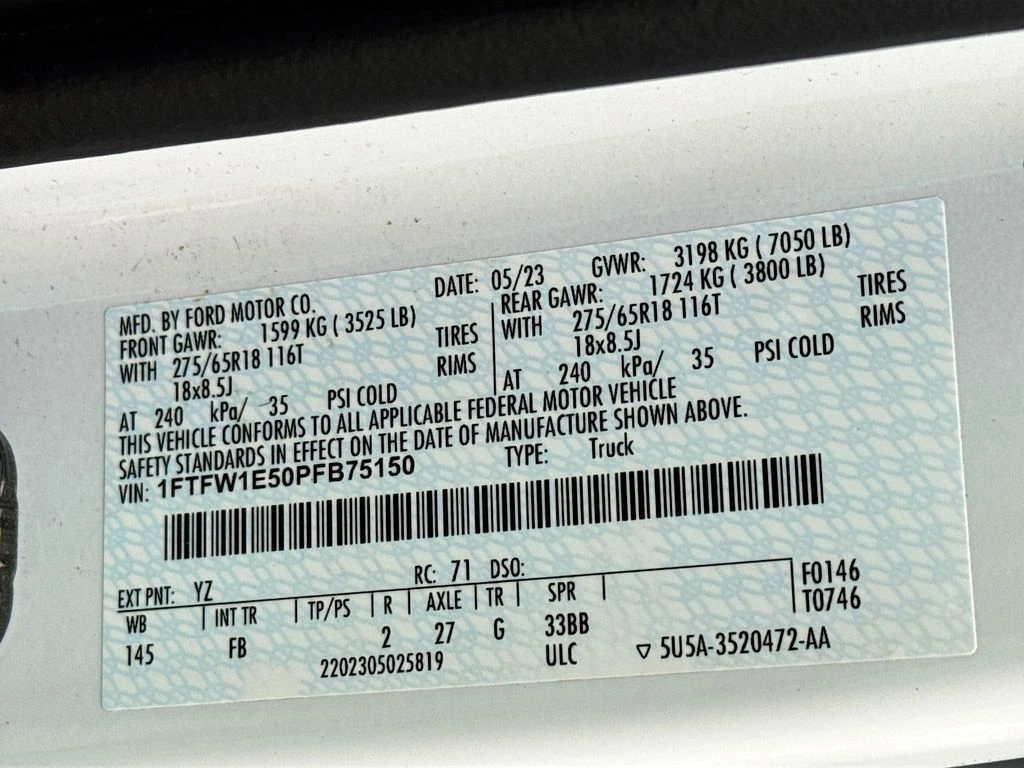 MFD. BY FORD MOTOR CO.
DATE: 05/23 GVWR: 3198 KG ( 7050 LB)
FRONT GAWR: 1599 KG ( 3525 LB)
WITH 275/65R18 116T TIRES
18x8.5J RIMS
AT 240 kPa/ 35 PSI COLD
REAR GAWR: 1724 KG ( 3800 LB)
WITH 275/65R18 116T TIRES
18x8.5J RIMS
AT 240 kPa/ 35 PSI COLD
THIS VEHICLE CONFORMS TO ALL APPLICABLE FEDERAL MOTOR VEHICLE
SAFETY STANDARDS IN EFFECT ON THE DATE OF MANUFACTURE SHOWN ABOVE.
VIN: 1FTFW1E50PFB75150 TYPE: Truck
EXT PNT: YZ RC: 71 DSO:
WB INT TR TP/PS R AXLE TR SPR
145 FB 2 27 G 33BB
2202305025819 ULC
F0146
T0746
▽ 5U5A-3520472-AA